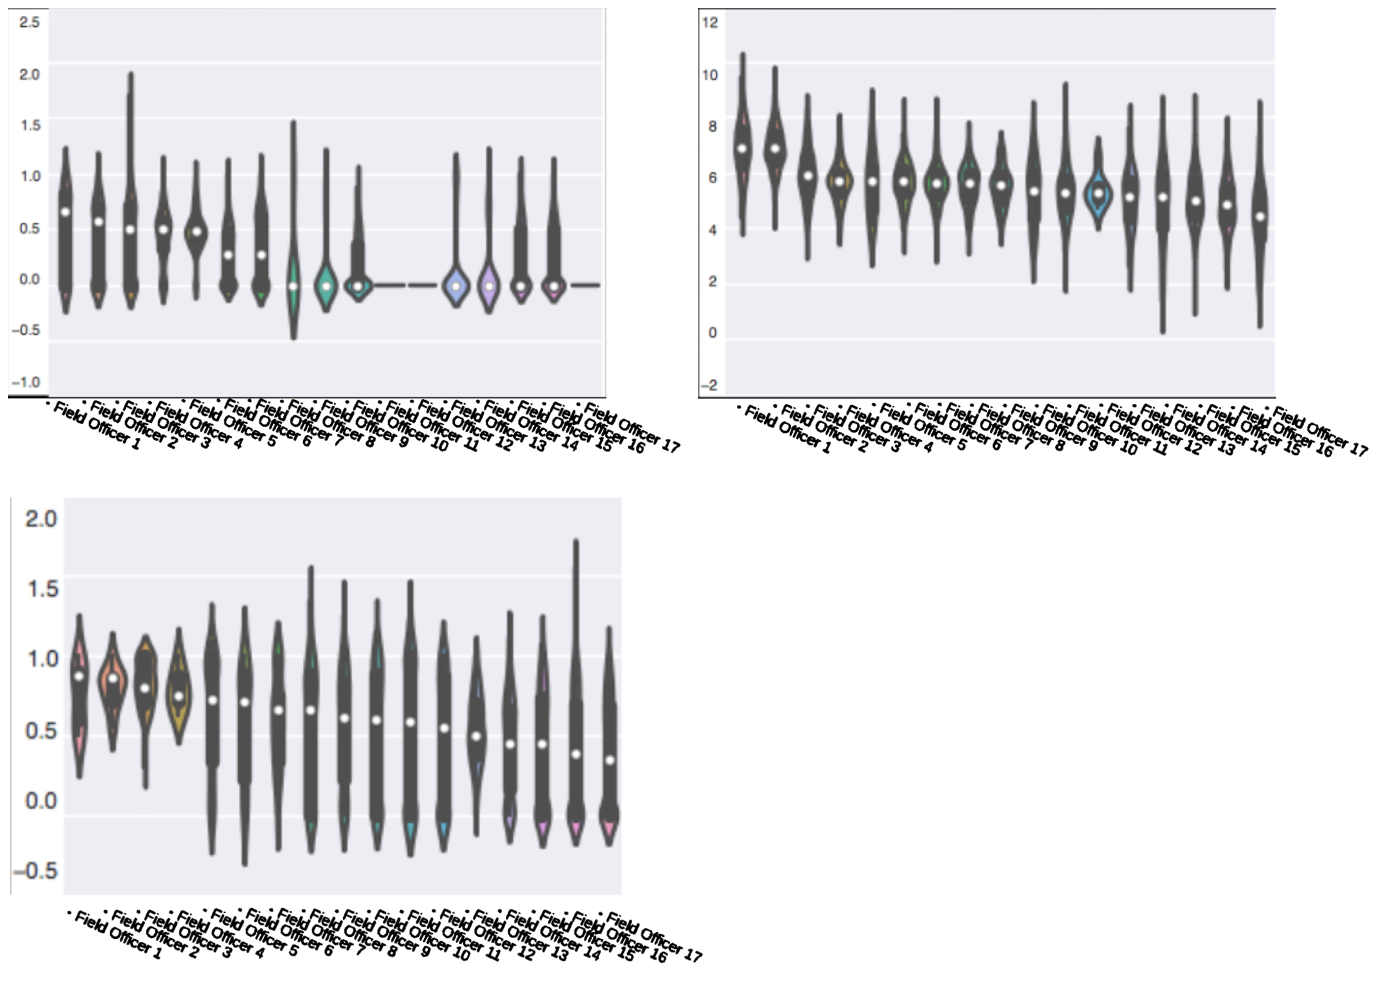 2.5
2.0
1.5
1.0
0.5
0.0
−0.5
−1.0
Field Officer 1
Field Officer 2
Field Officer 3
Field Officer 4
Field Officer 5
Field Officer 6
Field Officer 7
Field Officer 8
Field Officer 9
Field Officer 10
Field Officer 11
Field Officer 12
Field Officer 13
Field Officer 14
Field Officer 15
Field Officer 16
Field Officer 17
12
10
8
6
4
2
0
−2
Field Officer 1
Field Officer 2
Field Officer 3
Field Officer 4
Field Officer 5
Field Officer 6
Field Officer 7
Field Officer 8
Field Officer 9
Field Officer 10
Field Officer 11
Field Officer 12
Field Officer 13
Field Officer 14
Field Officer 15
Field Officer 16
Field Officer 17
2.0
1.5
1.0
0.5
0.0
−0.5
Field Officer 1
Field Officer 2
Field Officer 3
Field Officer 4
Field Officer 5
Field Officer 6
Field Officer 7
Field Officer 8
Field Officer 9
Field Officer 10
Field Officer 11
Field Officer 12
Field Officer 13
Field Officer 14
Field Officer 15
Field Officer 16
Field Officer 17